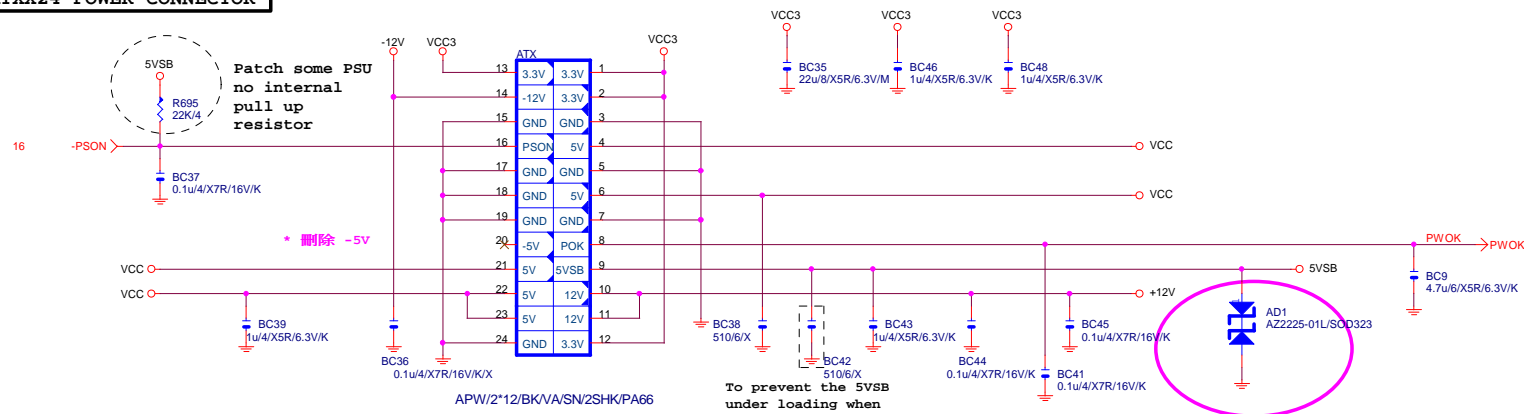 ATXX24 POWER CONNECTOR
5VSB
R695
22K/4
Patch some PSU
no internal
pull up
resistor
16
-PSON
BC37
0.1u/4/X7R/16V/K
* 刪除 -5V
VCC
VCC
BC39
1u/4/X5R/6.3V/K
-12V
VCC3
BC36
0.1u/4/X7R/16V/K/X
ATX
VCC3
13 3.3V 3.3V 1
14 -12V 3.3V 2
15 GND GND 3
16 PSON 5V 4
17 GND GND 5
18 GND 5V 6
19 GND GND 7
20 -5V POK 8
21 5V 5VSB 9
22 5V 12V 10
23 5V 12V 11
24 GND 3.3V 12
APW/2*12/BK/VA/SN/2SHK/PA66
VCC3
BC35
22u/8/X5R/6.3V/M
VCC3
BC46
1u/4/X5R/6.3V/K
VCC3
BC48
1u/4/X5R/6.3V/K
VCC
VCC
PWOK
PWOK
5VSB
+12V
BC9
4.7u/6/X5R/6.3V/K
BC38
510/6/X
BC42
510/6/X
BC43
1u/4/X5R/6.3V/K
BC44
0.1u/4/X7R/16V/K
BC45
0.1u/4/X7R/16V/K
BC41
0.1u/4/X7R/16V/K
AD1
AZ2225-01L/SOD323
To prevent the 5VSB
under loading when